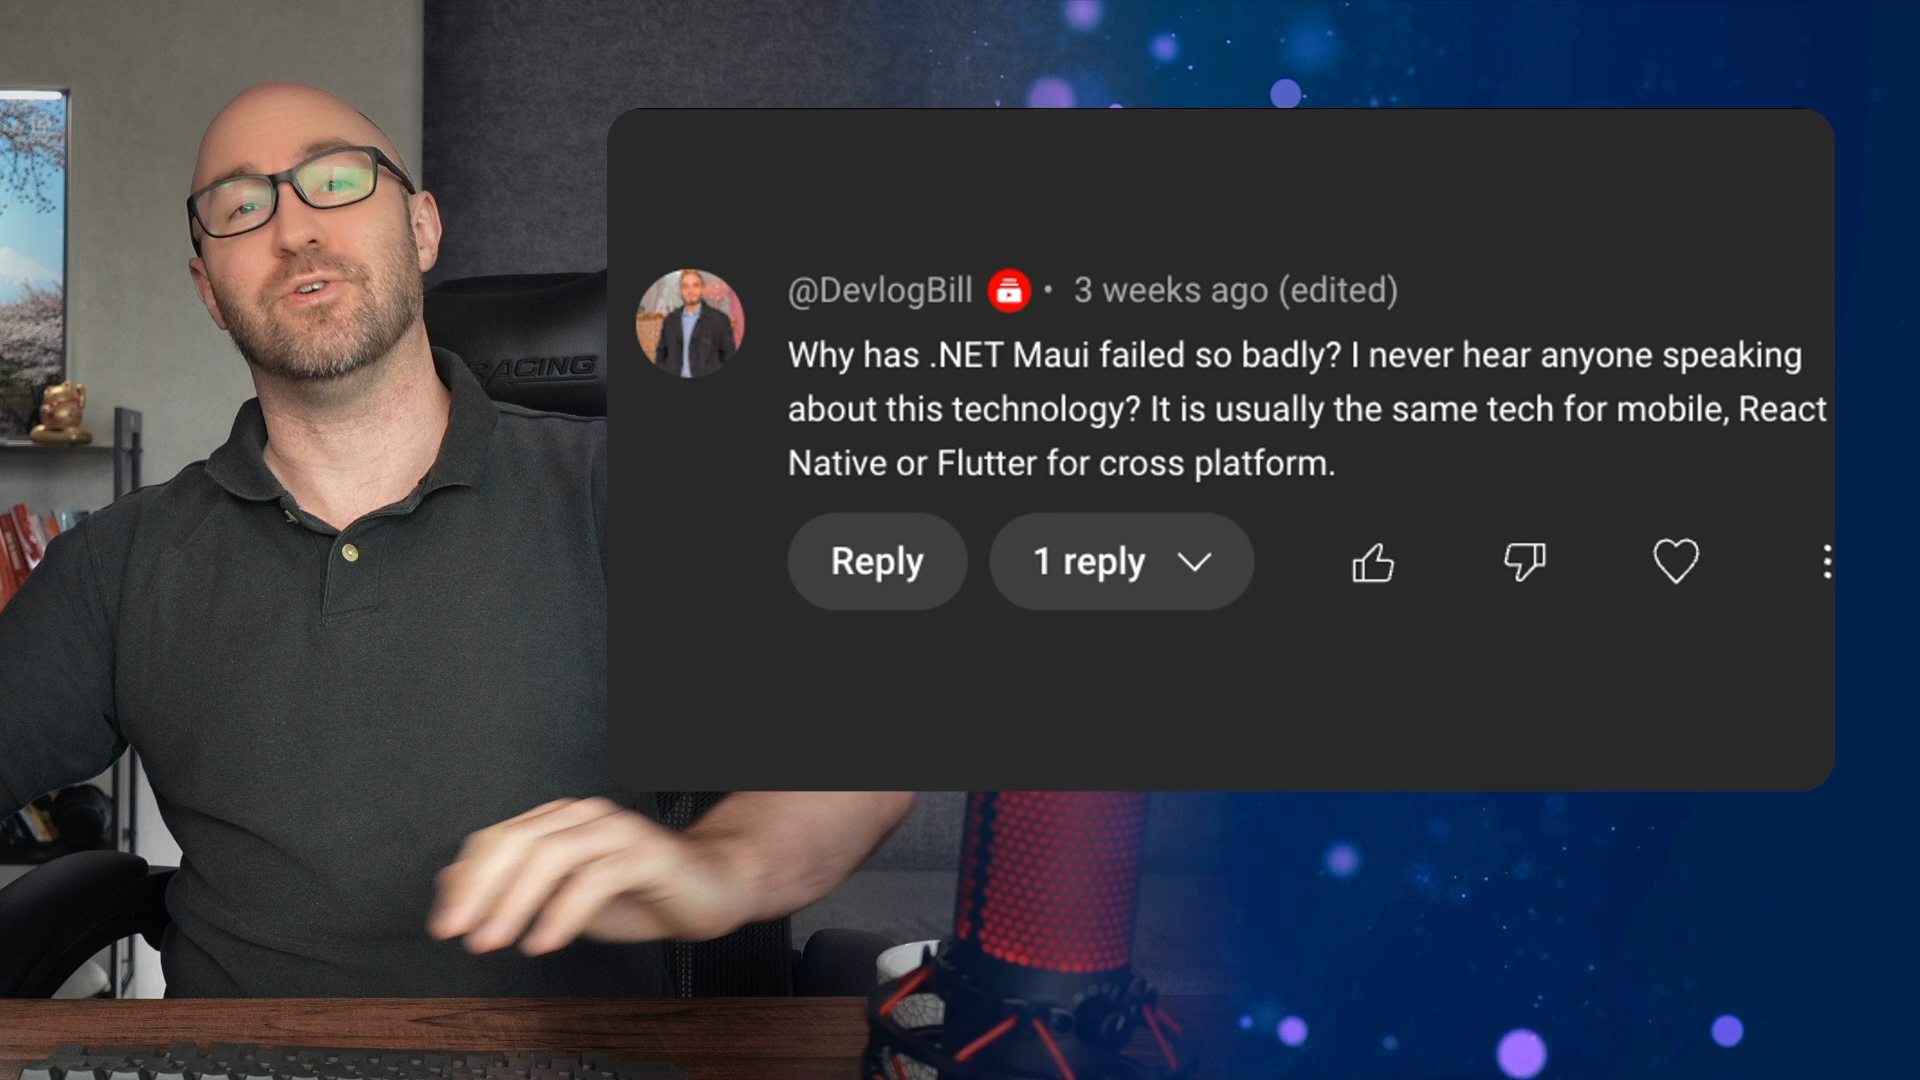 RACING
@DevlogBill • 3 weeks ago (edited)
Why has .NET Maui failed so badly? I never hear anyone speaking
about this technology? It is usually the same tech for mobile, React
Native or Flutter for cross platform.
Reply 1 reply